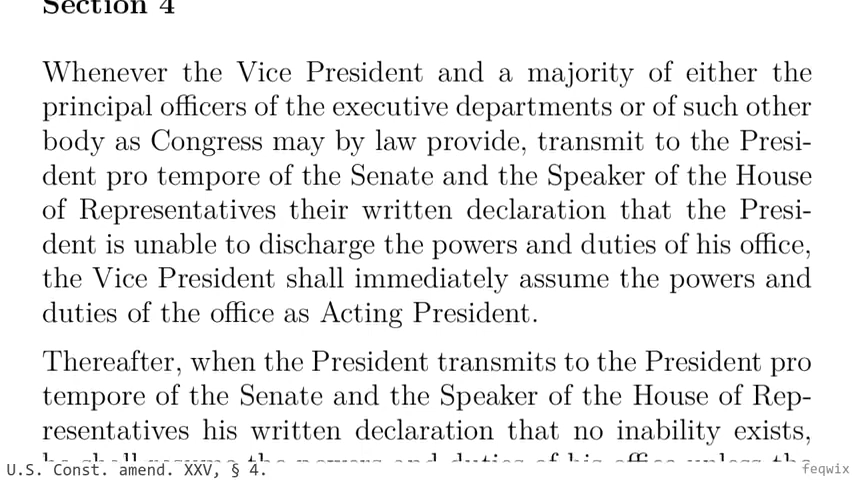 Section 4
Whenever the Vice President and a majority of either the
principal officers of the executive departments or of such other
body as Congress may by law provide, transmit to the Presi-
dent pro tempore of the Senate and the Speaker of the House
of Representatives their written declaration that the Presi-
dent is unable to discharge the powers and duties of his office,
the Vice President shall immediately assume the powers and
duties of the office as Acting President.
Thereafter, when the President transmits to the President pro
tempore of the Senate and the Speaker of the House of Rep-
resentatives his written declaration that no inability exists,
U.S. Const. amend. XXV, § 4.
feqwix